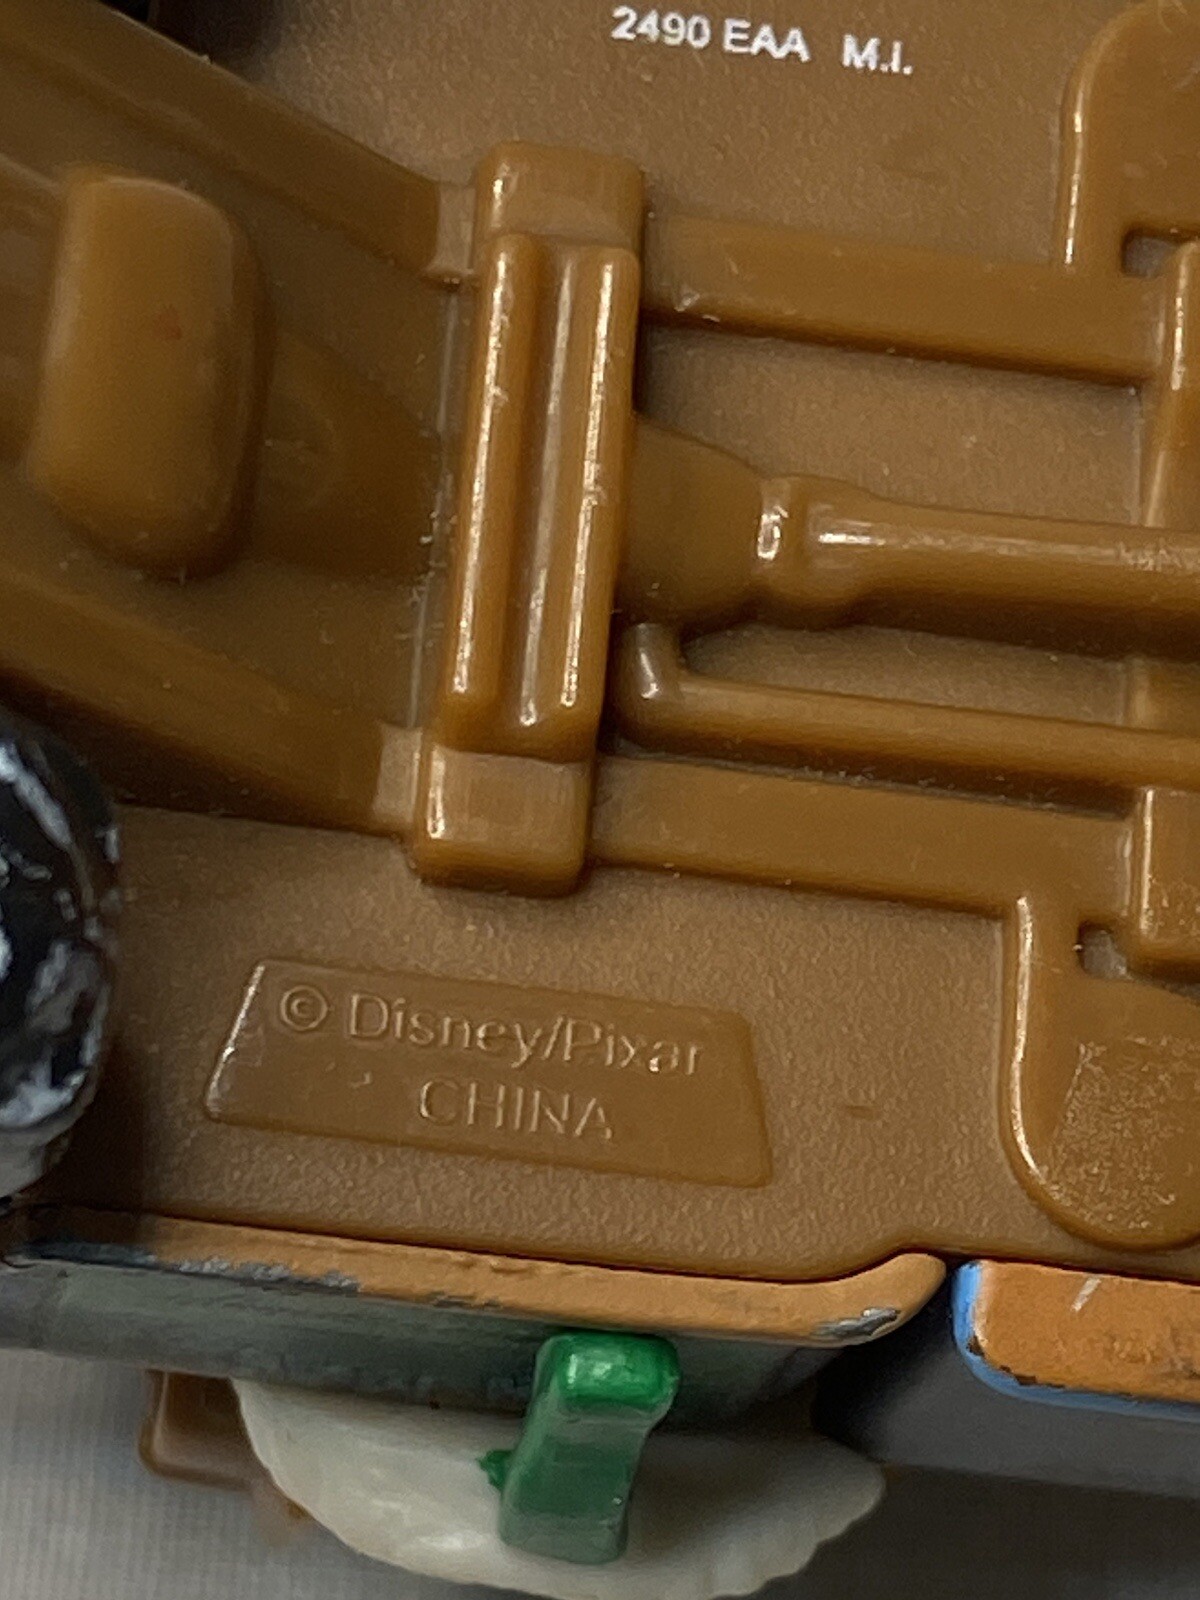 2490 EAA M.I.
© Disney/Pixar
CHINA